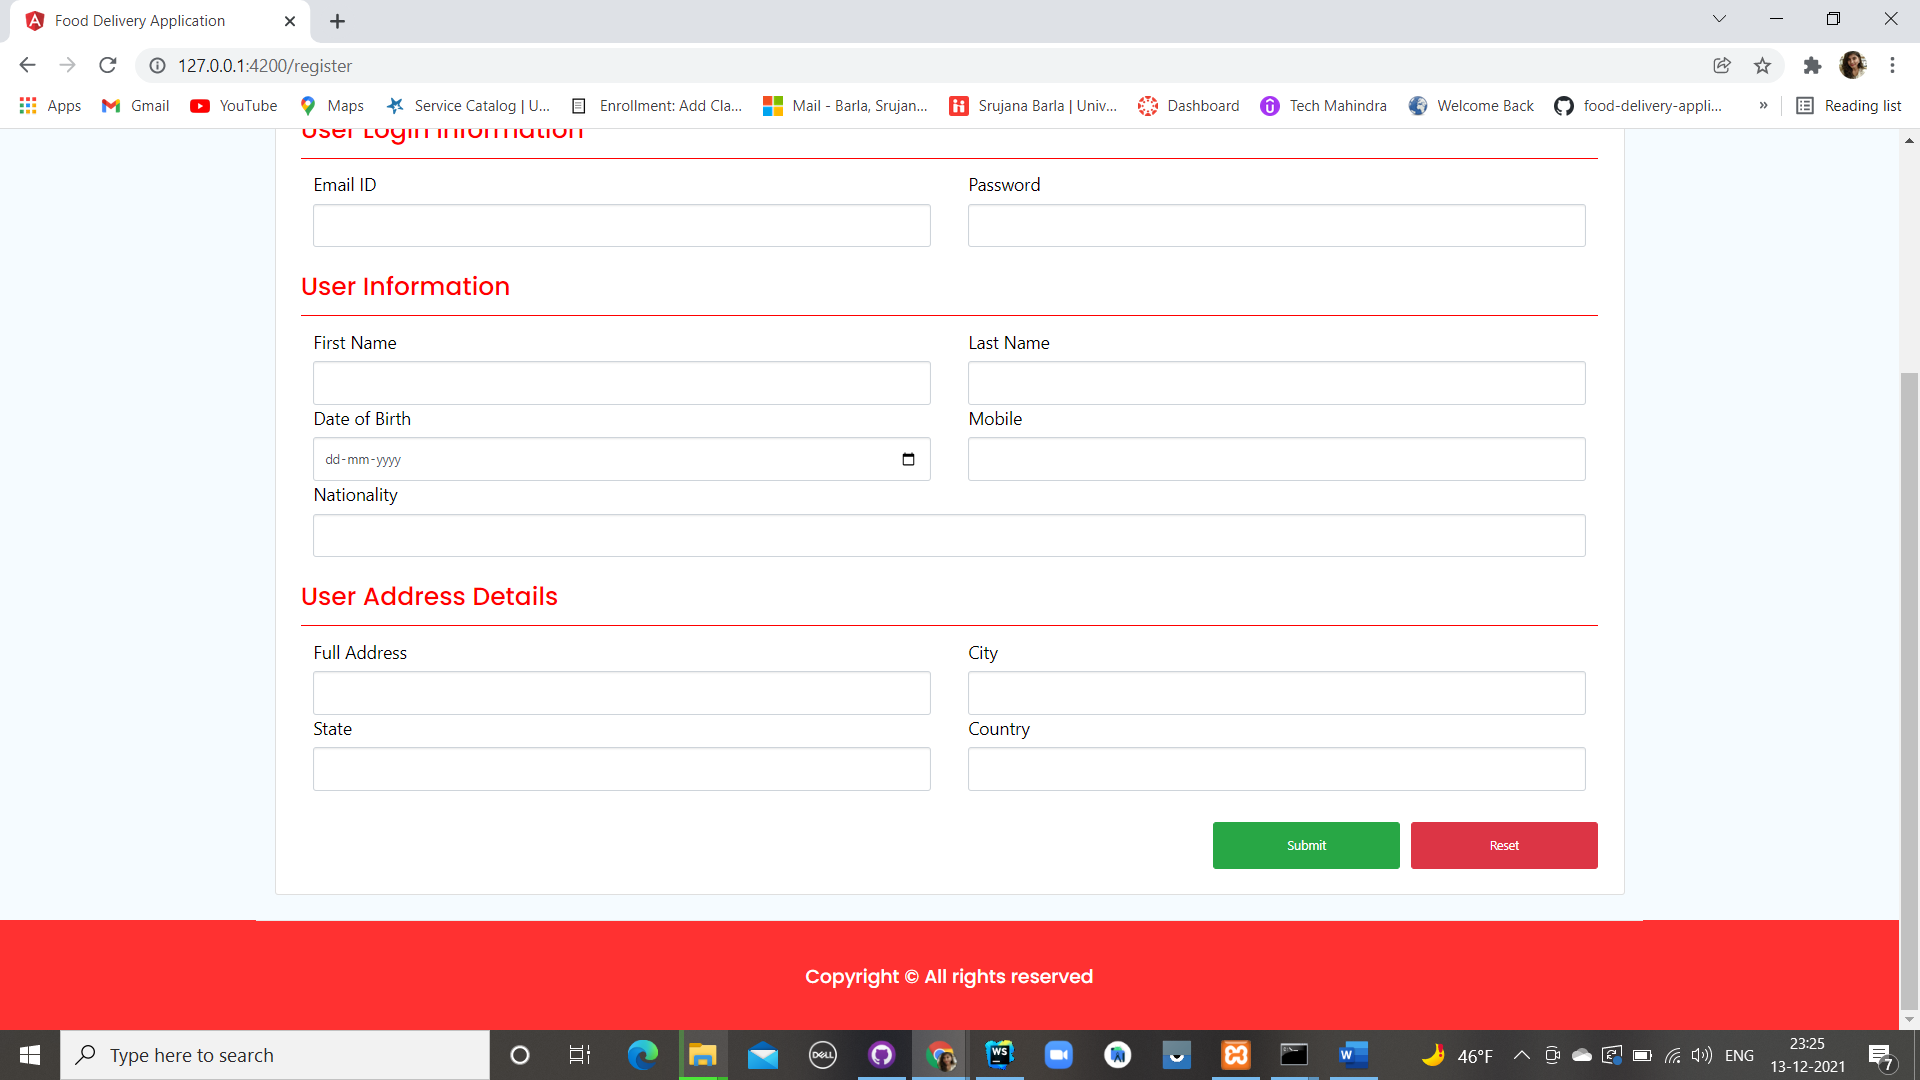 Food Delivery Application
127.0.0.1:4200/register
Apps Gmail YouTube Maps Service Catalog | U... Enrollment: Add Cla... Mail - Barla, Srujan... Srujana Barla | Univ... Dashboard Tech Mahindra Welcome Back food-delivery-appli... » Reading list
User Login Information
Email ID Password
User Information
First Name Last Name
Date of Birth Mobile
dd-mm-yyyy
Nationality
User Address Details
Full Address City
State Country
Submit Reset
Copyright © All rights reserved
Type here to search
DELL
WS
W
46°F
ENG
23:25
13-12-2021
7